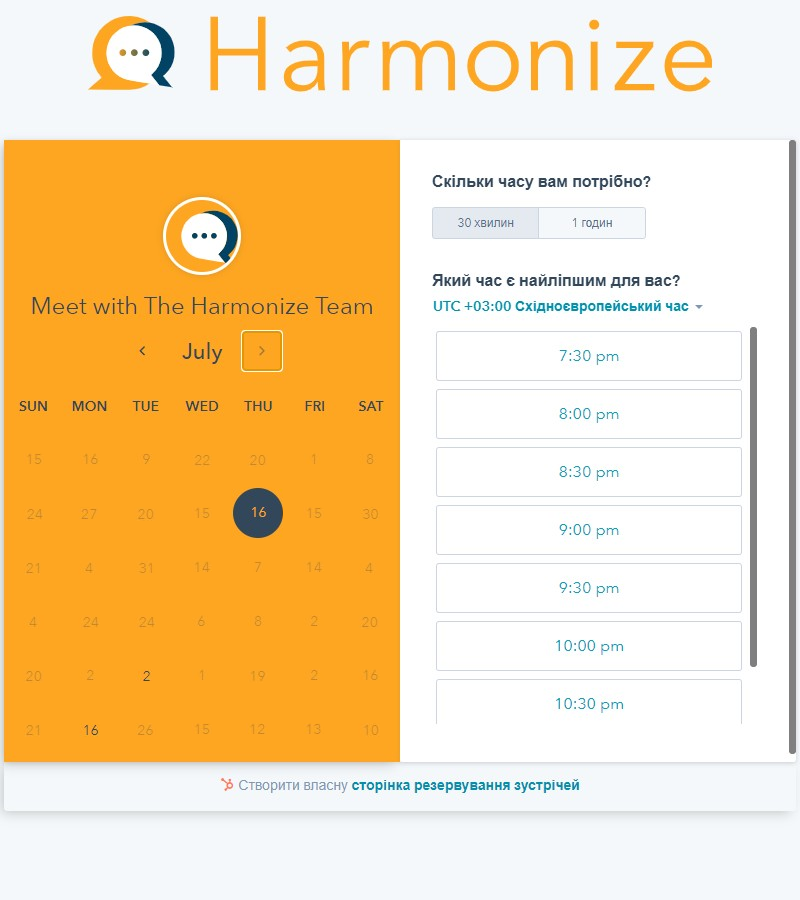 Harmonize
Meet with The Harmonize Team
July
SUN MON TUE WED THU FRI SAT
15 16 9 22 20 1 8
24 27 20 15 16 15 30
21 4 31 14 7 14 4
4 24 24 6 8 2 20
20 2 2 1 19 2 16
21 16 26 15 12 13 10
Скільки часу вам потрібно?
30 хвилин 1 годин
Який час є найліпшим для вас?
UTC +03:00 Східноєвропейський час
7:30 pm
8:00 pm
8:30 pm
9:00 pm
9:30 pm
10:00 pm
10:30 pm
Створити власну сторінка резервування зустрічей